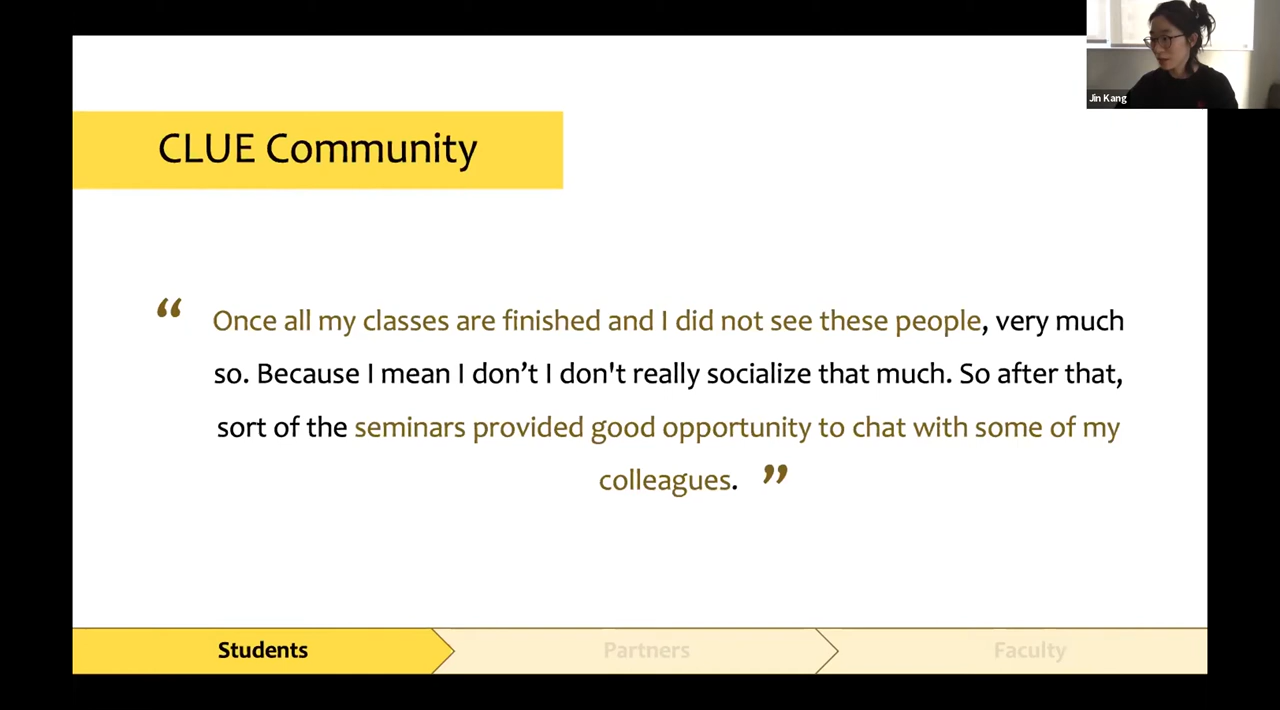 Jin Kang
CLUE Community
“ Once all my classes are finished and I did not see these people, very much
so. Because I mean I don’t I don't really socialize that much. So after that,
sort of the seminars provided good opportunity to chat with some of my
colleagues. ”
Students
Partners
Faculty